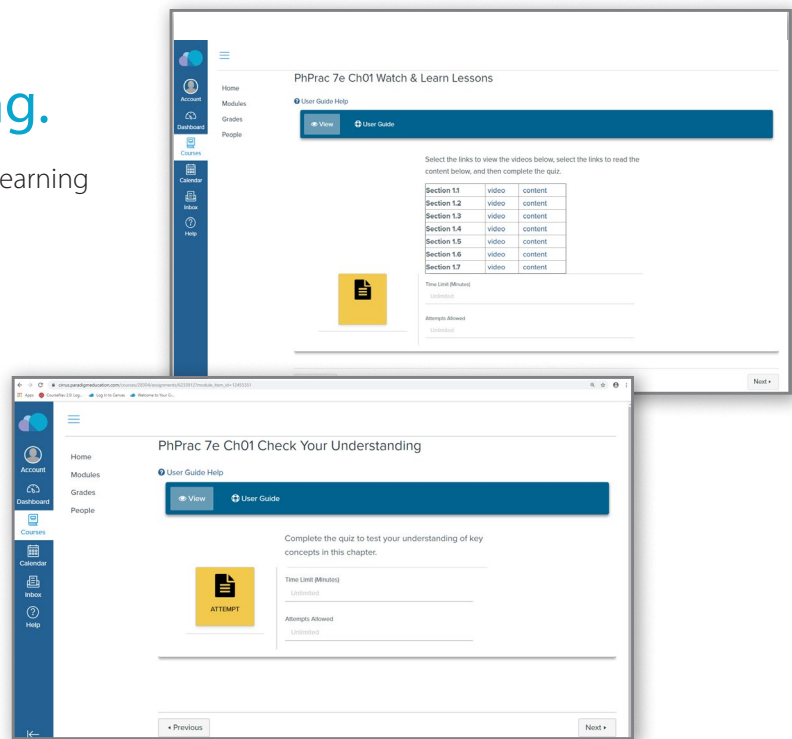 ng.
earning
Account
Dashboard
Courses
Calendar
Inbox
Help
Home
Modules
Grades
People
PhPrac 7e Ch01 Watch & Learn Lessons
User Guide Help
View User Guide
Select the links to view the videos below, select the links to read the
content below, and then complete the quiz.
Section 1.1 video content
Section 1.2 video content
Section 1.3 video content
Section 1.4 video content
Section 1.5 video content
Section 1.6 video content
Section 1.7 video content
Time Limit (Minutes)
Unlimited
Attempts Allowed
Unlimited
Next
Apps
Log In to Canvas
Account
Dashboard
Courses
Calendar
Inbox
Help
Home
Modules
Grades
People
PhPrac 7e Ch01 Check Your Understanding
User Guide Help
View User Guide
Complete the quiz to test your understanding of key
concepts in this chapter.
ATTEMPT
Time Limit (Minutes)
Unlimited
Attempts Allowed
Unlimited
Previous
Next